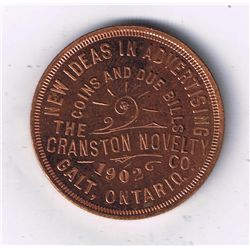 NEW IDEAS IN ADVERTISING
COINS AND DUE BILLS
THE
CRANSTON NOVELTY
CO.
1902
GALT, ONTARIO.